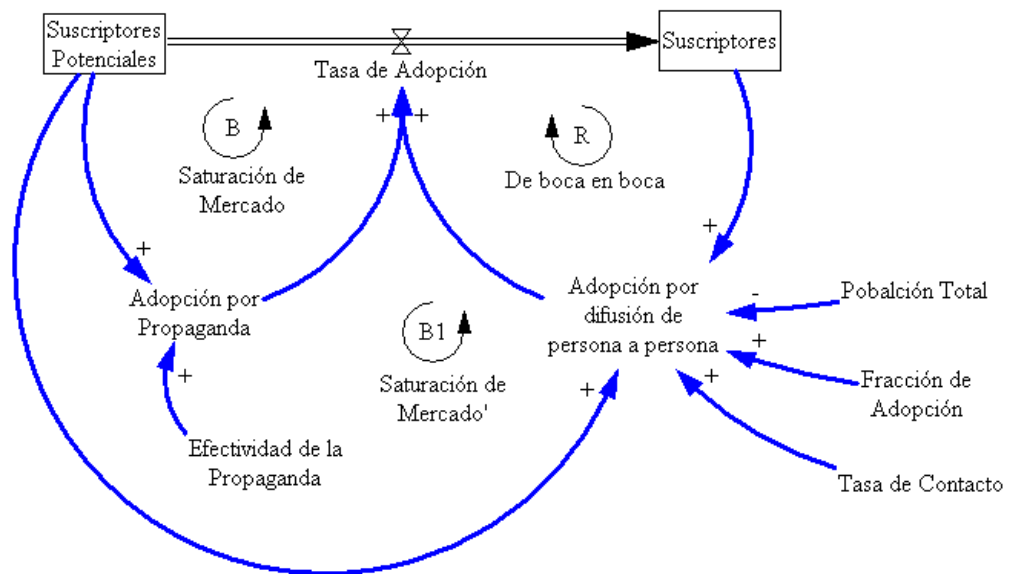 Suscriptores
Potenciales
Suscriptores
Tasa de Adopción
+
+
B
Saturación de
Mercado
R
De boca en boca
+
+
Adopción por
Propaganda
Adopción por
difusión de
persona a persona
-
Pobalción Total
B1
Saturación de
Mercado'
+
+
+
+
Fracción de
Adopción
Efectividad de la
Propaganda
Tasa de Contacto